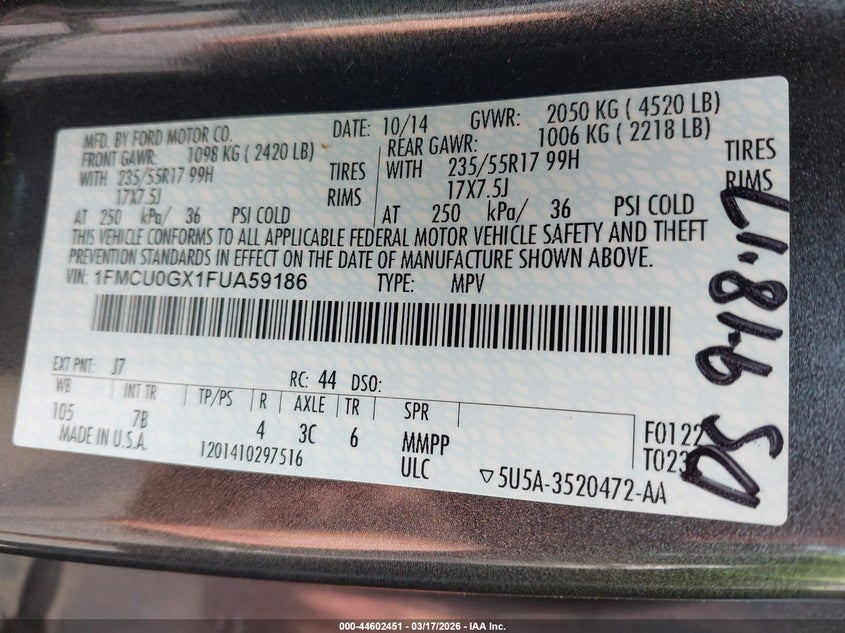 MFD. BY FORD MOTOR CO. DATE: 10/14 GVWR: 2050 KG ( 4520 LB)
FRONT GAWR: 1098 KG ( 2420 LB) REAR GAWR: 1006 KG ( 2218 LB)
WITH 235/55R17 99H TIRES WITH 235/55R17 99H TIRES
17X7.5J RIMS 17X7.5J RIMS
AT 250 kPa/ 36 PSI COLD AT 250 kPa/ 36 PSI COLD
THIS VEHICLE CONFORMS TO ALL APPLICABLE FEDERAL MOTOR VEHICLE SAFETY AND THEFT
PREVENTION STANDARDS IN EFFECT ON THE DATE OF MANUFACTURE SHOWN ABOVE.
VIN: 1FMCU0GX1FUA59186 TYPE: MPV
EXT PNT: J7 RC: 44 DSO:
WB INT TR TP/PS R AXLE TR SPR
105 7B 4 3C 6 MMPP F0122
MADE IN U.S.A. 1201410297516 ULC T023
▽5U5A-3520472-AA
000-44602451 | 03/17/2026 - IAA Inc.